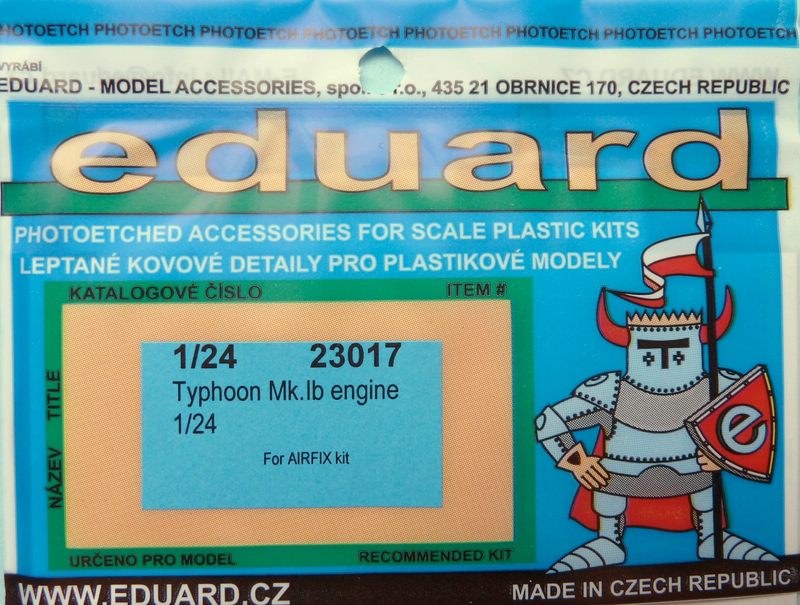 PHOTOETCH PHOTOETCH PHOTOETCH PHOTOETCH PHOTOETCH PHOTOETCH PHOTOETCH PHOTOETCH
VYRÁBÍ
EDUARD - MODEL ACCESSORIES, spol. r.o., 435 21 OBRNICE 170, CZECH REPUBLIC
eduard
PHOTOETCHED ACCESSORIES FOR SCALE PLASTIC KITS
LEPTANÉ KOVOVÉ DETAILY PRO PLASTIKOVÉ MODELY
KATALOGOVÉ ČÍSLO ITEM #
1/24 23017
Typhoon Mk.Ib engine
1/24
For AIRFIX kit
NÁZEV TITLE
e
URČENO PRO MODEL RECOMMENDED KIT
WWW.EDUARD.CZ MADE IN CZECH REPUBLIC